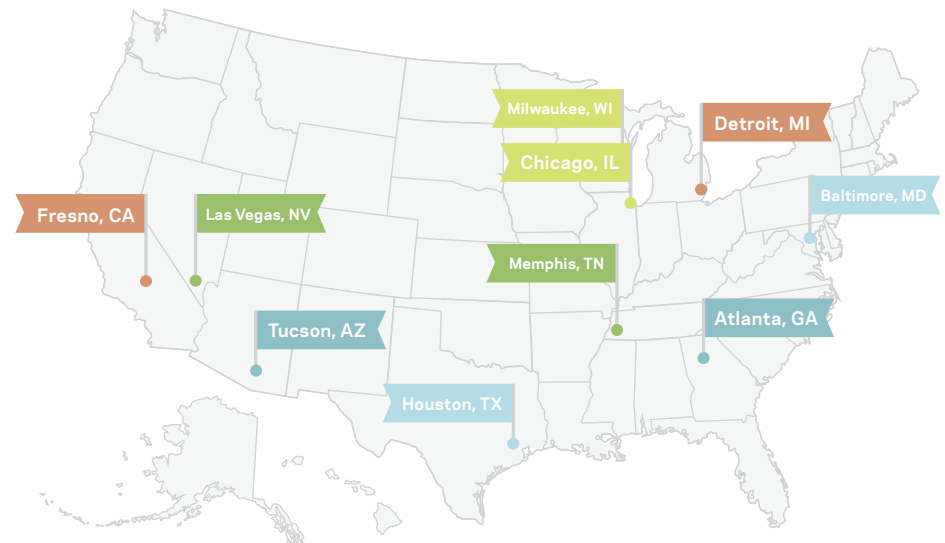 Milwaukee, WI
Detroit, MI
Chicago, IL
Baltimore, MD
Fresno, CA
Las Vegas, NV
Memphis, TN
Atlanta, GA
Tucson, AZ
Houston, TX